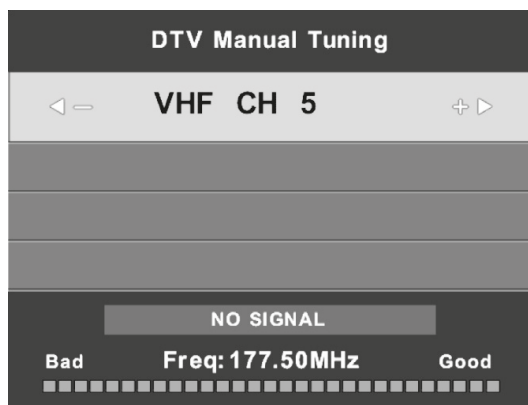 DTV Manual Tuning
VHF CH 5
NO SIGNAL
Bad Freq:177.50MHz Good